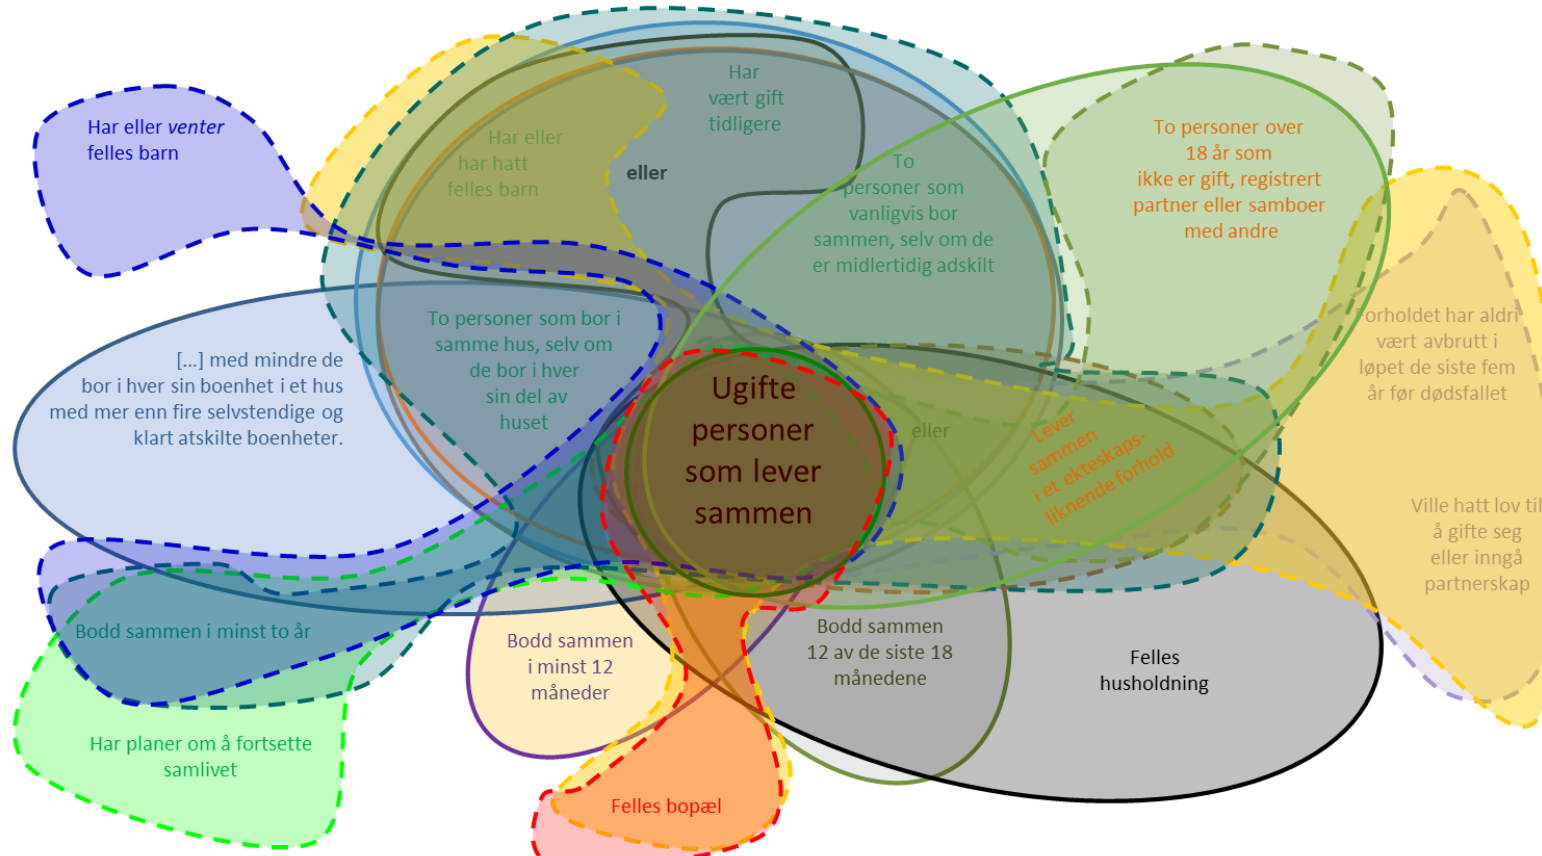 Har eller venter
felles barn
Har eller
har hatt
felles barn
eller
Har
vært gift
tidligere
To
personer som
vanligvis bor
sammen, selv om de
er midlertidig adskilt
To personer over
18 år som
ikke er gift, registrert
partner eller samboer
med andre
[...] med mindre de
bor i hver sin boenhet i et hus
med mer enn fire selvstendige og
klart atskilte boenheter.
To personer som bor i
samme hus, selv om
de bor i hver
sin del av
huset
Ugifte
personer
som lever
sammen
eller
Lever
sammen
i et ekteskaps-
liknende forhold
Forholdet har aldri
vært avbrutt i
løpet de siste fem
år før dødsfallet
Ville hatt lov til
å gifte seg
eller inngå
partnerskap
Bodd sammen i minst to år
Bodd sammen
i minst 12
måneder
Bodd sammen
12 av de siste 18
månedene
Felles
husholdning
Har planer om å fortsette
samlivet
Felles bopæl